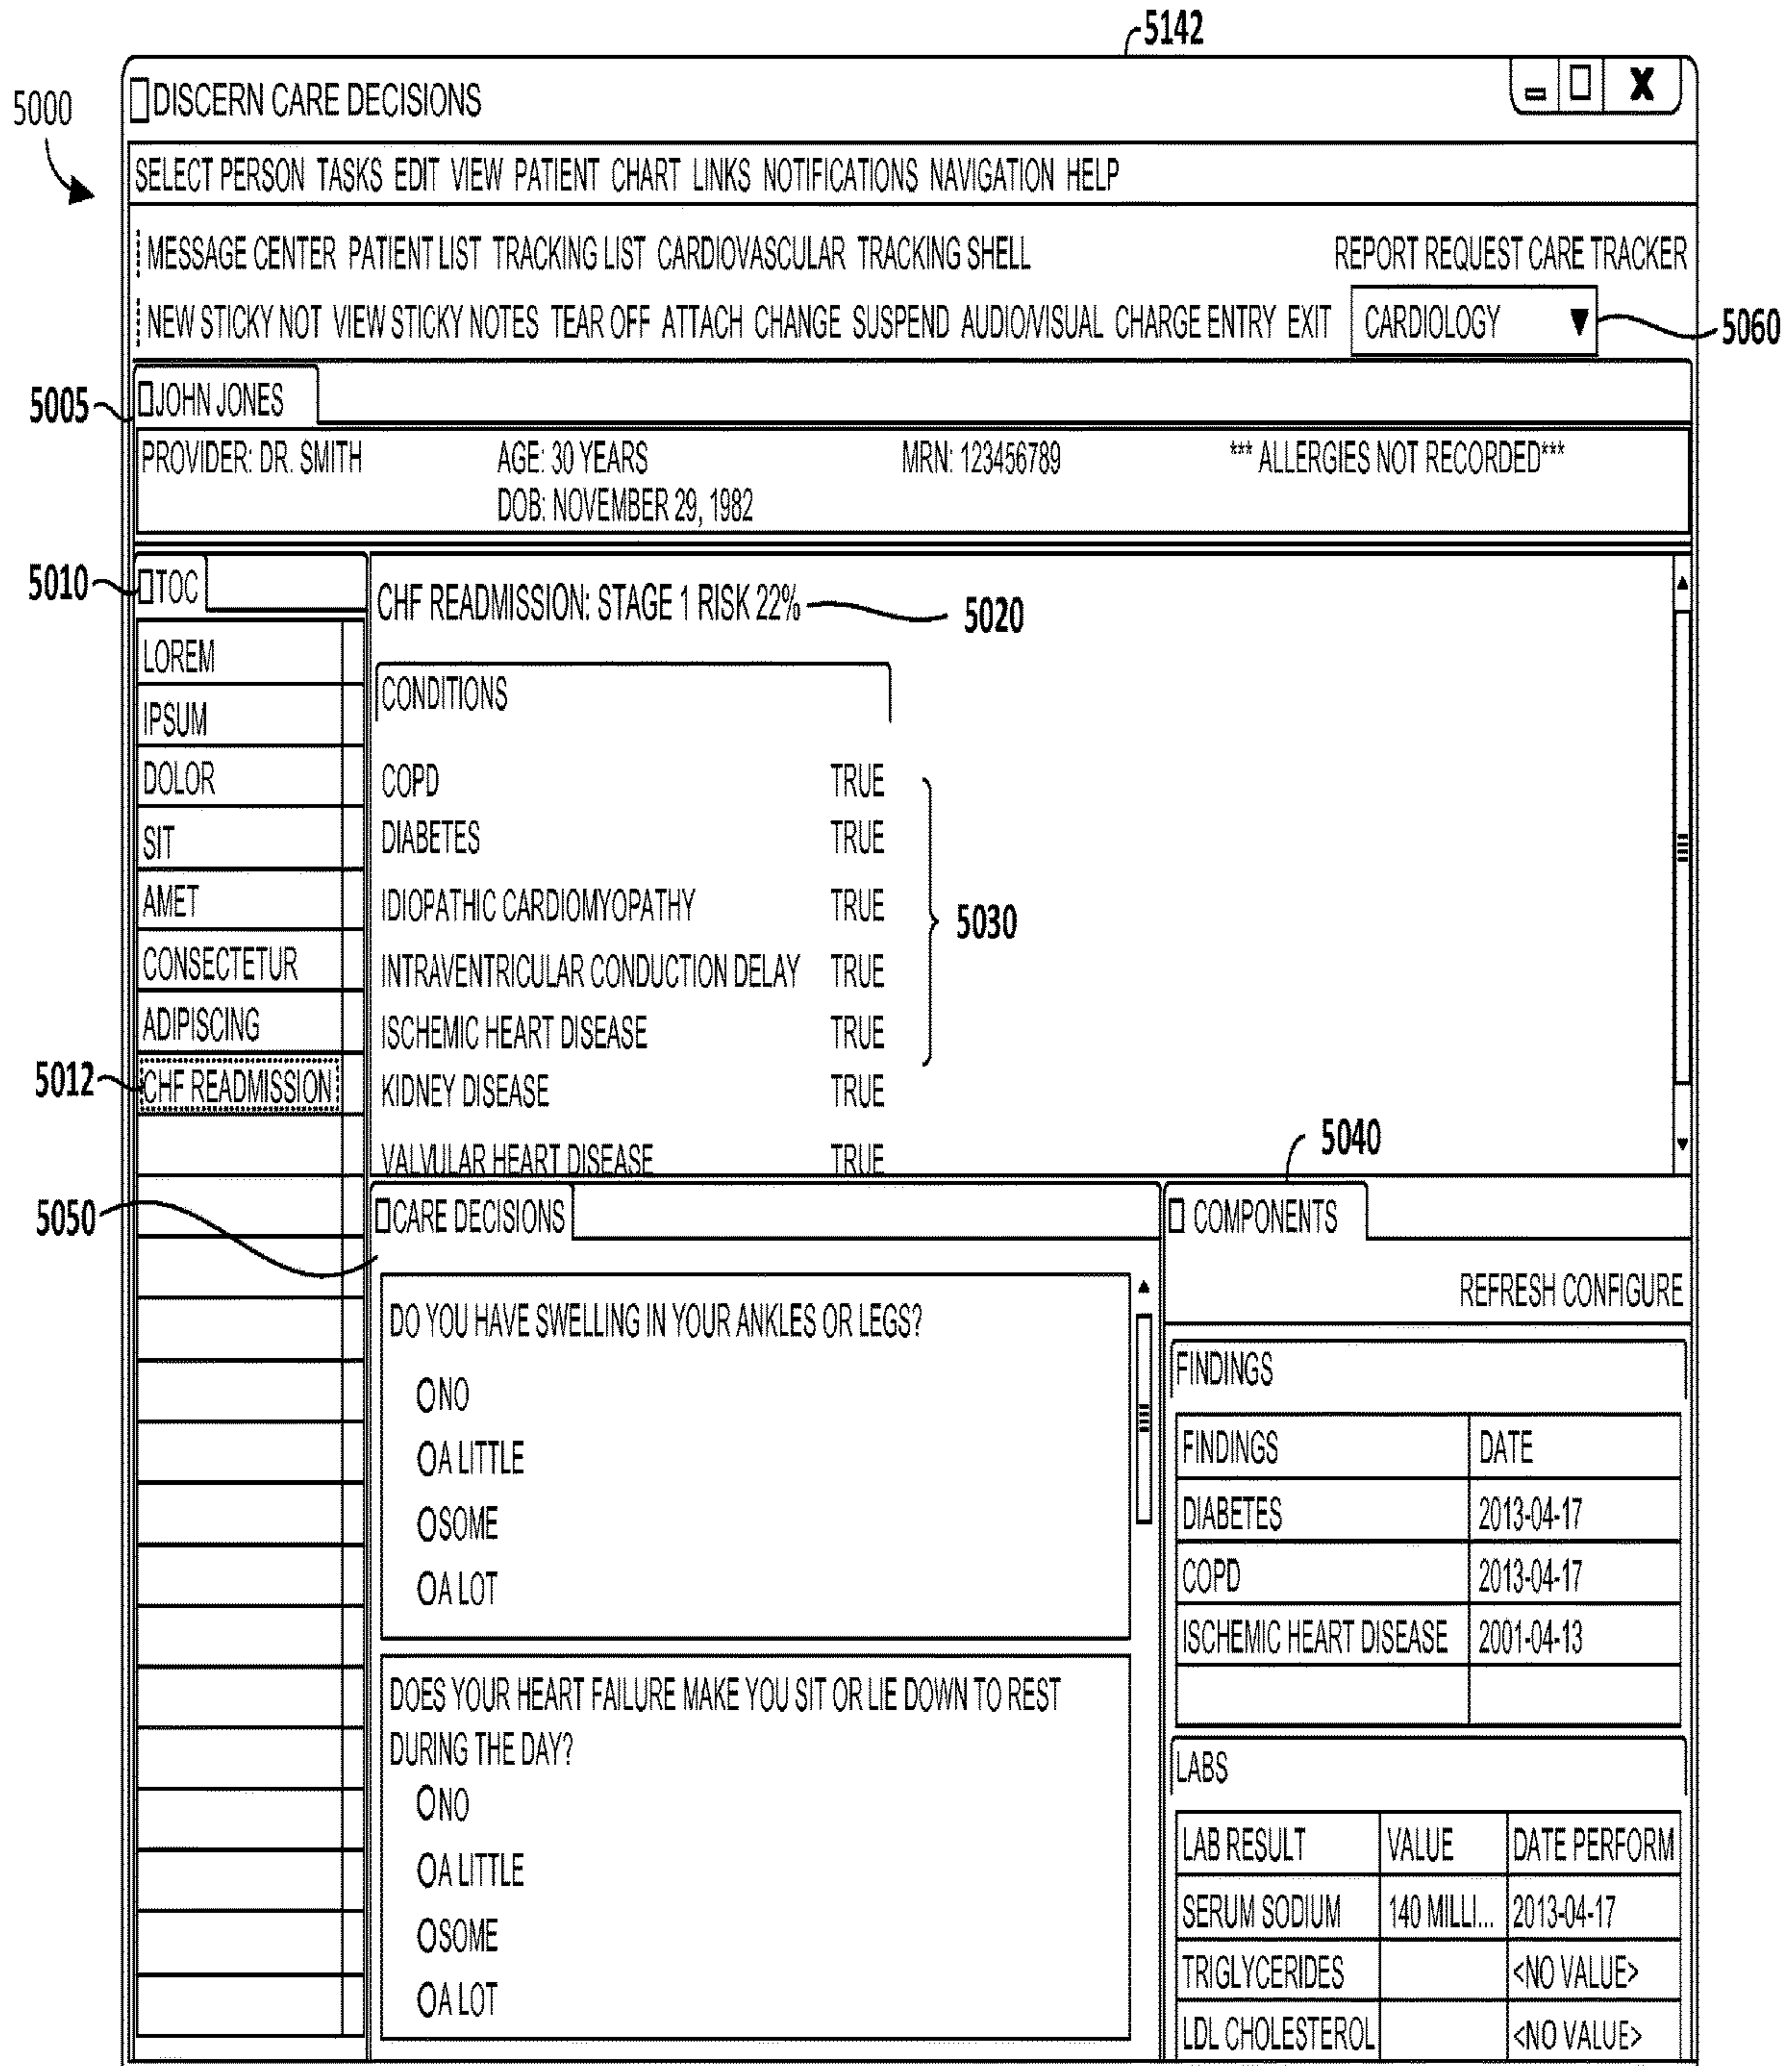 5142
5000
DISCERN CARE DECISIONS
SELECT PERSON TASKS EDIT VIEW PATIENT CHART LINKS NOTIFICATIONS NAVIGATION HELP
MESSAGE CENTER PATIENT LIST TRACKING LIST CARDIOVASCULAR TRACKING SHELL REPORT REQUEST CARE TRACKER
NEW STICKY NOT VIEW STICKY NOTES TEAR OFF ATTACH CHANGE SUSPEND AUDIO/VISUAL CHARGE ENTRY EXIT CARDIOLOGY 5060
5005 JOHN JONES
PROVIDER: DR. SMITH AGE: 30 YEARS MRN: 123456789 *** ALLERGIES NOT RECORDED***
DOB: NOVEMBER 29, 1982
5010 TOC
LOREM
IPSUM
DOLOR
SIT
AMET
CONSECTETUR
ADIPISCING
5012 CHF READMISSION
CHF READMISSION: STAGE 1 RISK 22% 5020
CONDITIONS
COPD TRUE
DIABETES TRUE
IDIOPATHIC CARDIOMYOPATHY TRUE
INTRAVENTRICULAR CONDUCTION DELAY TRUE
ISCHEMIC HEART DISEASE TRUE
KIDNEY DISEASE TRUE
VALVULAR HEART DISEASE TRUE
5030
5050
CARE DECISIONS
DO YOU HAVE SWELLING IN YOUR ANKLES OR LEGS?
NO
A LITTLE
SOME
A LOT
DOES YOUR HEART FAILURE MAKE YOU SIT OR LIE DOWN TO REST
DURING THE DAY?
NO
A LITTLE
SOME
A LOT
5040
COMPONENTS
REFRESH CONFIGURE
FINDINGS
FINDINGS DATE
DIABETES 2013-04-17
COPD 2013-04-17
ISCHEMIC HEART DISEASE 2001-04-13
LABS
LAB RESULT VALUE DATE PERFORM
SERUM SODIUM 140 MILLI... 2013-04-17
TRIGLYCERIDES <NO VALUE>
LDL CHOLESTEROL <NO VALUE>